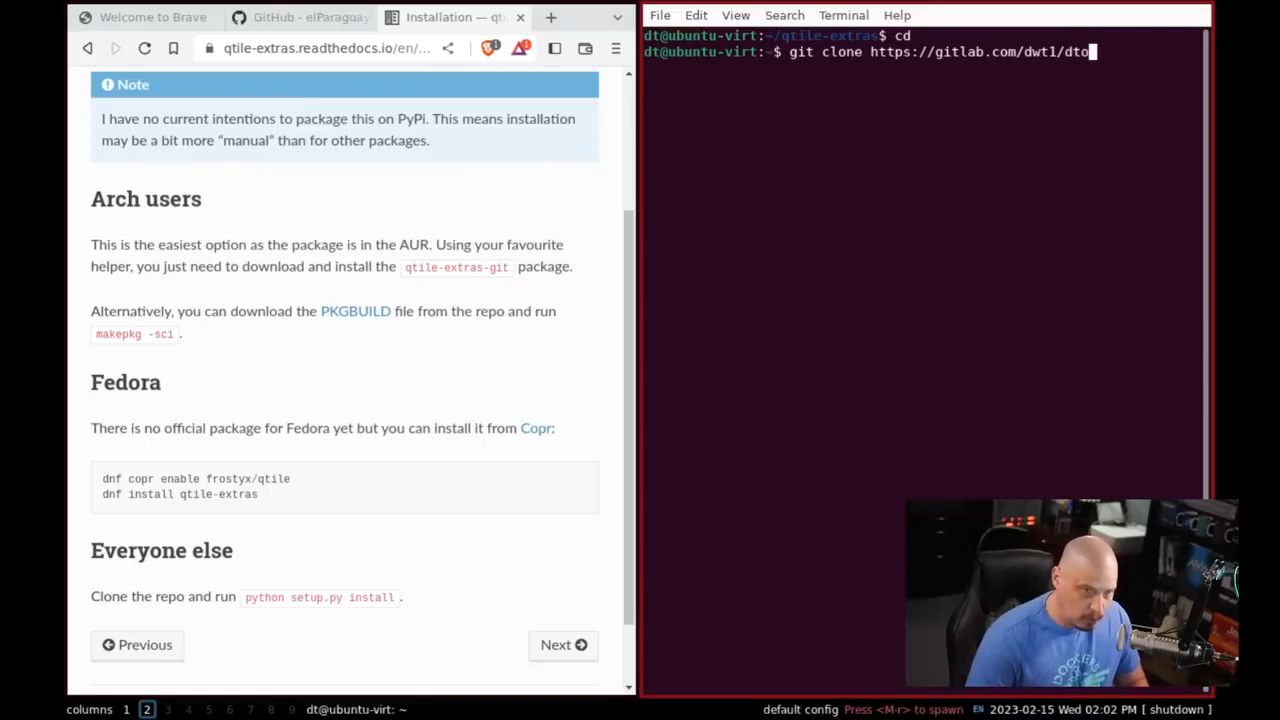 Welcome to Brave
GitHub - elParaguay
Installation — qt
qtile-extras.readthedocs.io/en/...
1
1
Note
I have no current intentions to package this on PyPi. This means installation
may be a bit more “manual” than for other packages.
Arch users
This is the easiest option as the package is in the AUR. Using your favourite
helper, you just need to download and install the qtile-extras-git package.
Alternatively, you can download the PKGBUILD file from the repo and run
makepkg -sci.
Fedora
There is no official package for Fedora yet but you can install it from Copr:
dnf copr enable frostyx/qtile
dnf install qtile-extras
Everyone else
Clone the repo and run python setup.py install.
Previous
Next
File Edit View Search Terminal Help
dt@ubuntu-virt:~/qtile-extras$ cd
dt@ubuntu-virt:~$ git clone https://gitlab.com/dwt1/dto
columns 1 2 3 4 5 6 7 8 9 dt@ubuntu-virt: ~
default config Press <M-r> to spawn EN 2023-02-15 Wed 02:02 PM [ shutdown ]